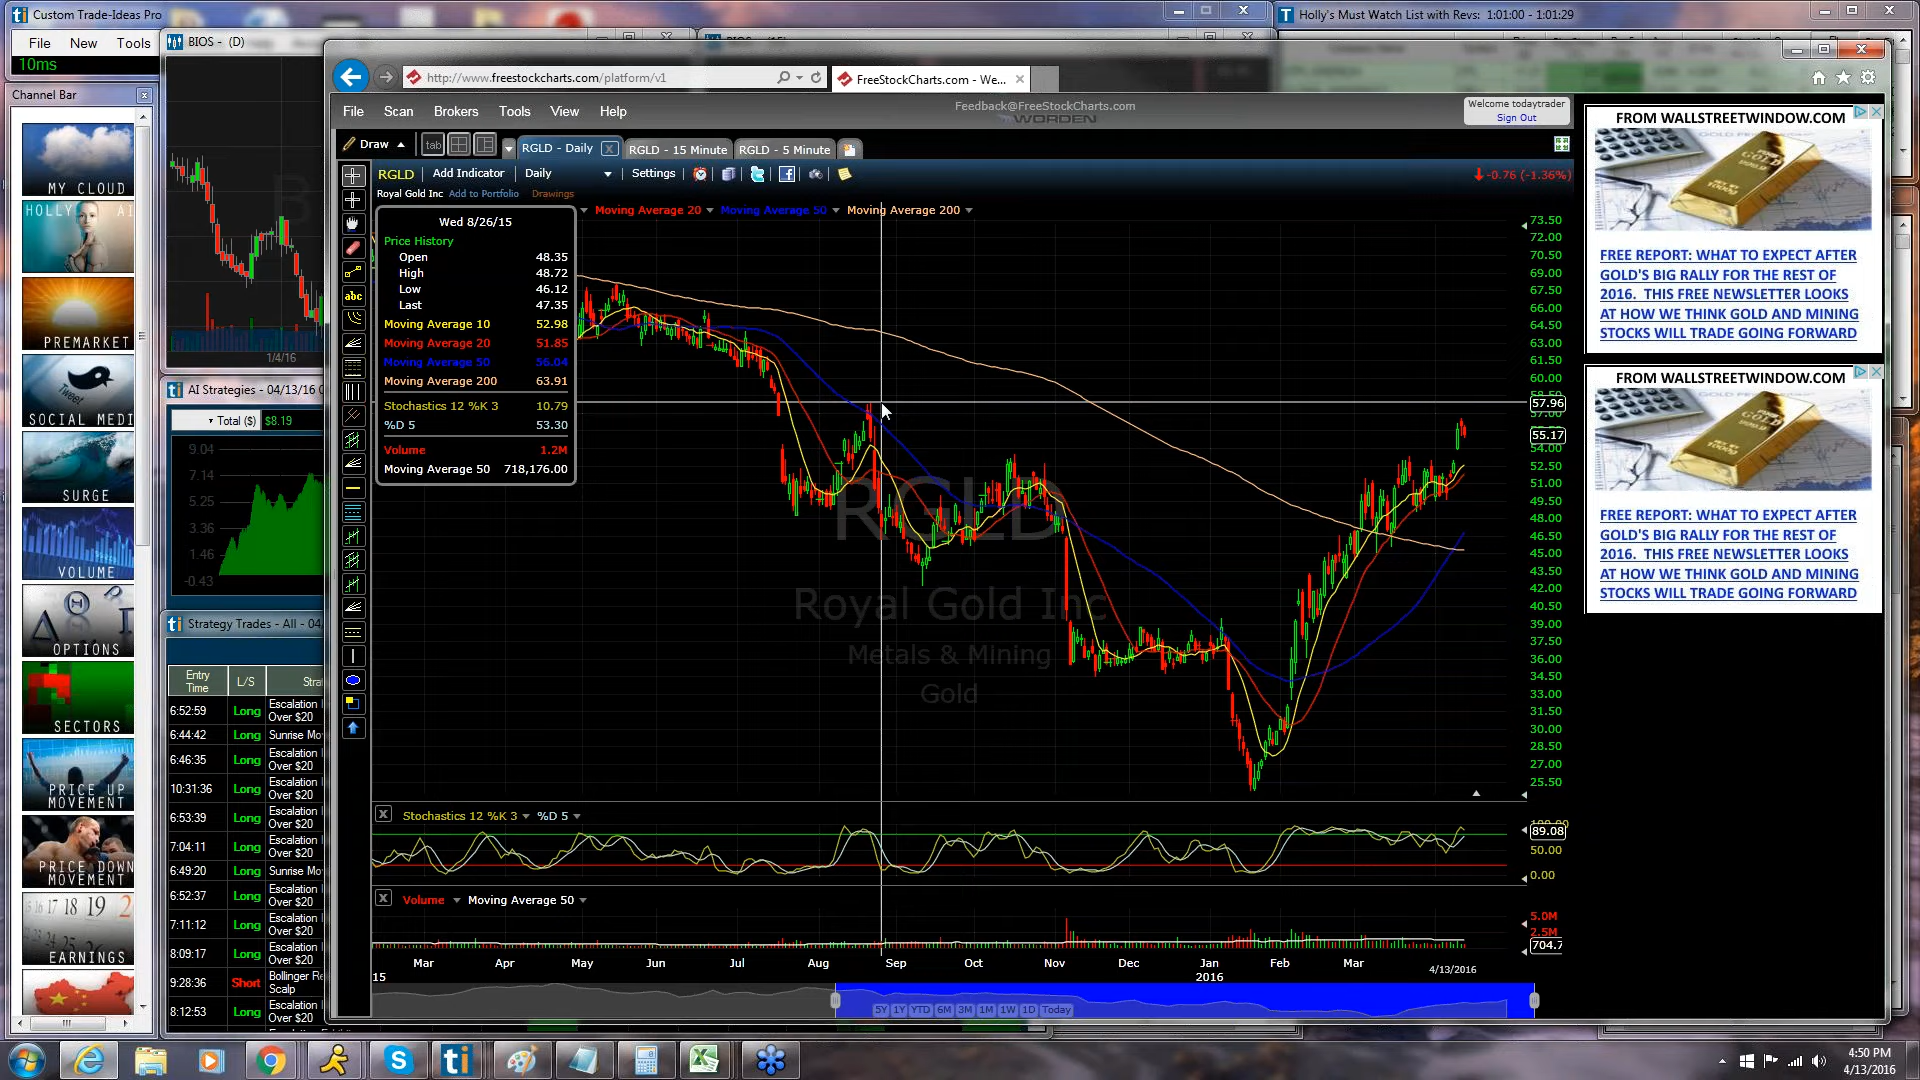 Custom Trade-Ideas Pro
File New Tools
10ms
Channel Bar
MY CLOUD
HOLLY AI
PREMARKET
SOCIAL MEDI
SURGE
VOLUME
OPTIONS
SECTORS
PRICE UP
MOVEMENT
PRICE DOWN
MOVEMENT
EARNINGS
BIOS - (D)
1/4/16
AI Strategies - 04/13/16
Total ($) $8.19
9.04
7.14
5.25
3.36
1.46
-0.43
Strategy Trades - All - 04/
Entry
Time
L/S
Stra
6:52:59 Long Escalation
Over $20
6:44:42 Long Sunrise Mo
6:46:35 Long Escalation
Over $20
10:31:36 Long Escalation
Over $20
6:53:39 Long Escalation
Over $20
7:04:11 Long Escalation
Over $20
6:49:20 Long Sunrise Mo
6:52:37 Long Escalation
Over $20
7:11:12 Long Escalation
Over $20
8:09:17 Long Escalation
Over $20
9:28:36 Short Bollinger Re
Scalp
8:12:53 Long Escalation
Over $20
Holly's Must Watch List with Revs: 1:01:00 - 1:01:29
http://www.freestockcharts.com/platform/v1
FreeStockCharts.com - We...
File Scan Brokers Tools View Help
Feedback@FreeStockCharts.com
WORDEN
Welcome todaytrader
Sign Out
Draw
tab
RGLD - Daily
RGLD - 15 Minute
RGLD - 5 Minute
RGLD Add Indicator Daily Settings
-0.76 (-1.36%)
Royal Gold Inc Add to Portfolio Drawings
Moving Average 20 Moving Average 50 Moving Average 200
abc
Wed 8/26/15
Price History
Open 48.35
High 48.72
Low 46.12
Last 47.35
Moving Average 10 52.98
Moving Average 20 51.85
Moving Average 50 56.04
Moving Average 200 63.91
Stochastics 12 %K 3 10.79
%D 5 53.30
Volume 1.2M
Moving Average 50 718,176.00
RGLD
Royal Gold Inc
Metals & Mining
Gold
73.50
72.00
70.50
69.00
67.50
66.00
64.50
63.00
61.50
60.00
57.96
57.00
55.17
54.00
52.50
51.00
49.50
48.00
46.50
45.00
43.50
42.00
40.50
39.00
37.50
36.00
34.50
33.00
31.50
30.00
28.50
27.00
25.50
Stochastics 12 %K 3 %D 5
100.00
89.08
50.00
0.00
Volume Moving Average 50
5.0M
2.5M
704.7
Mar Apr May Jun Jul Aug Sep Oct Nov Dec Jan Feb Mar 4/13/2016
15 2016
5Y 1Y YTD 6M 3M 1M 1W 1D Today
FROM WALLSTREETWINDOW.COM
FREE REPORT: WHAT TO EXPECT AFTER
GOLD'S BIG RALLY FOR THE REST OF
2016. THIS FREE NEWSLETTER LOOKS
AT HOW WE THINK GOLD AND MINING
STOCKS WILL TRADE GOING FORWARD
FROM WALLSTREETWINDOW.COM
FREE REPORT: WHAT TO EXPECT AFTER
GOLD'S BIG RALLY FOR THE REST OF
2016. THIS FREE NEWSLETTER LOOKS
AT HOW WE THINK GOLD AND MINING
STOCKS WILL TRADE GOING FORWARD
4:50 PM
4/13/2016